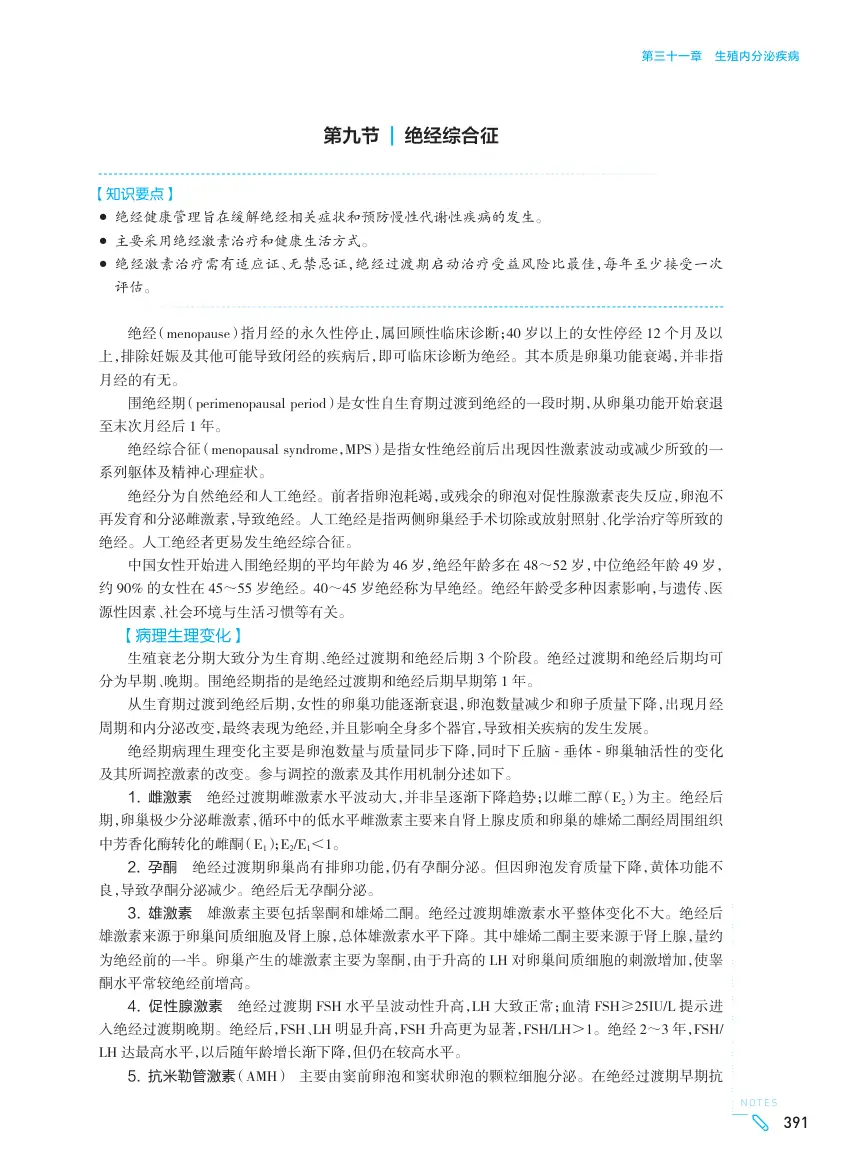 第三十一章 生殖内分泌疾病
第九节 | 绝经综合征
【知识要点】
● 绝经健康管理旨在缓解绝经相关症状和预防慢性代谢性疾病的发生。
● 主要采用绝经激素治疗和健康生活方式。
● 绝经激素治疗需有适应证、无禁忌证,绝经过渡期启动治疗受益风险比最佳,每年至少接受一次
评估。
绝经(menopause)指月经的永久性停止,属回顾性临床诊断;40 岁以上的女性停经 12 个月及以
上,排除妊娠及其他可能导致闭经的疾病后,即可临床诊断为绝经。其本质是卵巢功能衰竭,并非指
月经的有无。
围绝经期(perimenopausal period)是女性自生育期过渡到绝经的一段时期,从卵巢功能开始衰退
至末次月经后 1 年。
绝经综合征(menopausal syndrome,MPS)是指女性绝经前后出现因性激素波动或减少所致的一
系列躯体及精神心理症状。
绝经分为自然绝经和人工绝经。前者指卵泡耗竭,或残余的卵泡对促性腺激素丧失反应,卵泡不
再发育和分泌雌激素,导致绝经。人工绝经是指两侧卵巢经手术切除或放射照射、化学治疗等所致的
绝经。人工绝经者更易发生绝经综合征。
中国女性开始进入围绝经期的平均年龄为 46 岁,绝经年龄多在 48～52 岁,中位绝经年龄 49 岁,
约 90% 的女性在 45～55 岁绝经。40～45 岁绝经称为早绝经。绝经年龄受多种因素影响,与遗传、医
源性因素、社会环境与生活习惯等有关。
【病理生理变化】
生殖衰老分期大致分为生育期、绝经过渡期和绝经后期 3 个阶段。绝经过渡期和绝经后期均可
分为早期、晚期。围绝经期指的是绝经过渡期和绝经后期早期第 1 年。
从生育期过渡到绝经后期,女性的卵巢功能逐渐衰退,卵泡数量减少和卵子质量下降,出现月经
周期和内分泌改变,最终表现为绝经,并且影响全身多个器官,导致相关疾病的发生发展。
绝经期病理生理变化主要是卵泡数量与质量同步下降,同时下丘脑 - 垂体 - 卵巢轴活性的变化
及其所调控激素的改变。参与调控的激素及其作用机制分述如下。
1. 雌激素 绝经过渡期雌激素水平波动大,并非呈逐渐下降趋势;以雌二醇(E₂)为主。绝经后
期,卵巢极少分泌雌激素,循环中的低水平雌激素主要来自肾上腺皮质和卵巢的雄烯二酮经周围组织
中芳香化酶转化的雌酮(E₁);E₂/E₁＜1。
2. 孕酮 绝经过渡期卵巢尚有排卵功能,仍有孕酮分泌。但因卵泡发育质量下降,黄体功能不
良,导致孕酮分泌减少。绝经后无孕酮分泌。
3. 雄激素 雄激素主要包括睾酮和雄烯二酮。绝经过渡期雄激素水平整体变化不大。绝经后
雄激素来源于卵巢间质细胞及肾上腺,总体雄激素水平下降。其中雄烯二酮主要来源于肾上腺,量约
为绝经前的一半。卵巢产生的雄激素主要为睾酮,由于升高的 LH 对卵巢间质细胞的刺激增加,使睾
酮水平常较绝经前增高。
4. 促性腺激素 绝经过渡期 FSH 水平呈波动性升高,LH 大致正常;血清 FSH≥25IU/L 提示进
入绝经过渡期晚期。绝经后,FSH、LH 明显升高,FSH 升高更为显著,FSH/LH＞1。绝经 2～3 年,FSH/
LH 达最高水平,以后随年龄增长渐下降,但仍在较高水平。
5. 抗米勒管激素(AMH) 主要由窦前卵泡和窦状卵泡的颗粒细胞分泌。在绝经过渡期早期抗
NOTES
391